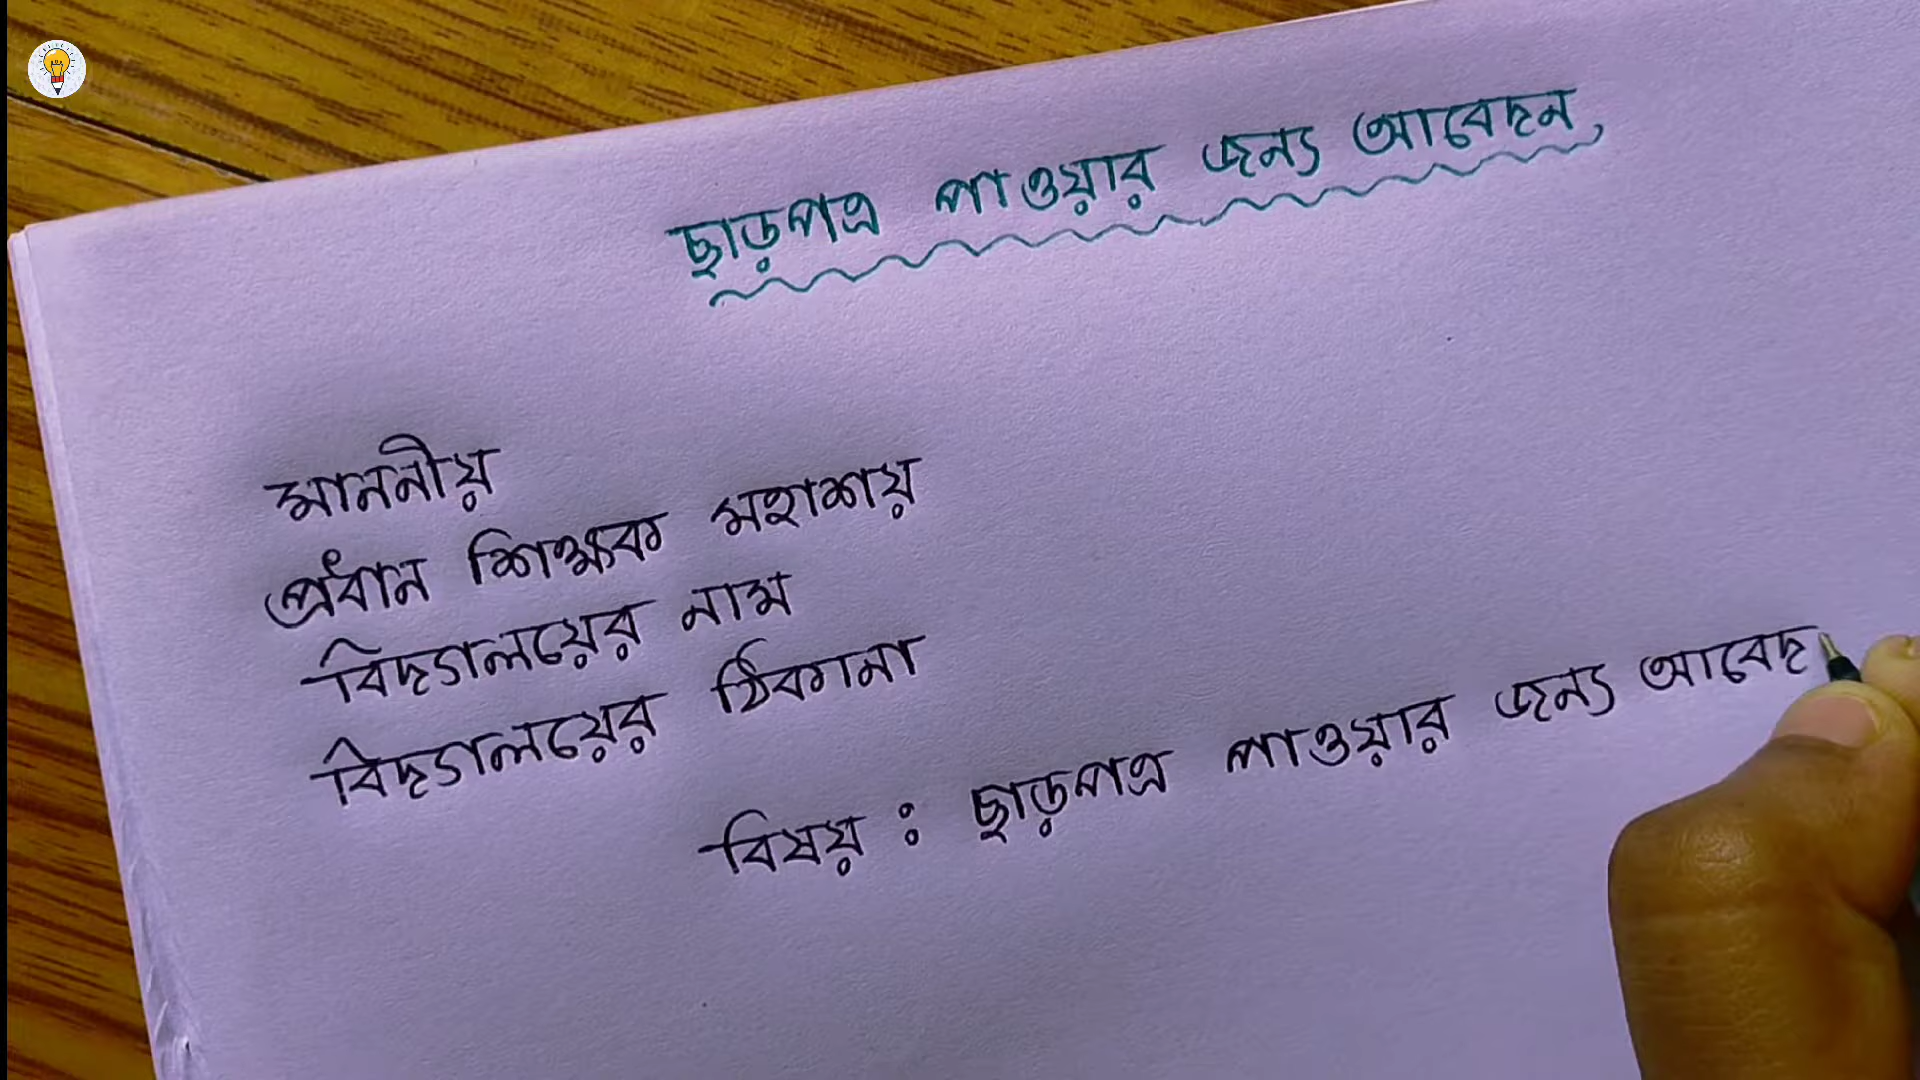 ছাড়পত্র পাওয়ার জন্য আবেদন,
মাননীয়
প্রধান শিক্ষক মহাশয়
বিদ্যালয়ের নাম
বিদ্যালয়ের ঠিকানা
বিষয় : ছাড়পত্র পাওয়ার জন্য আবেদ